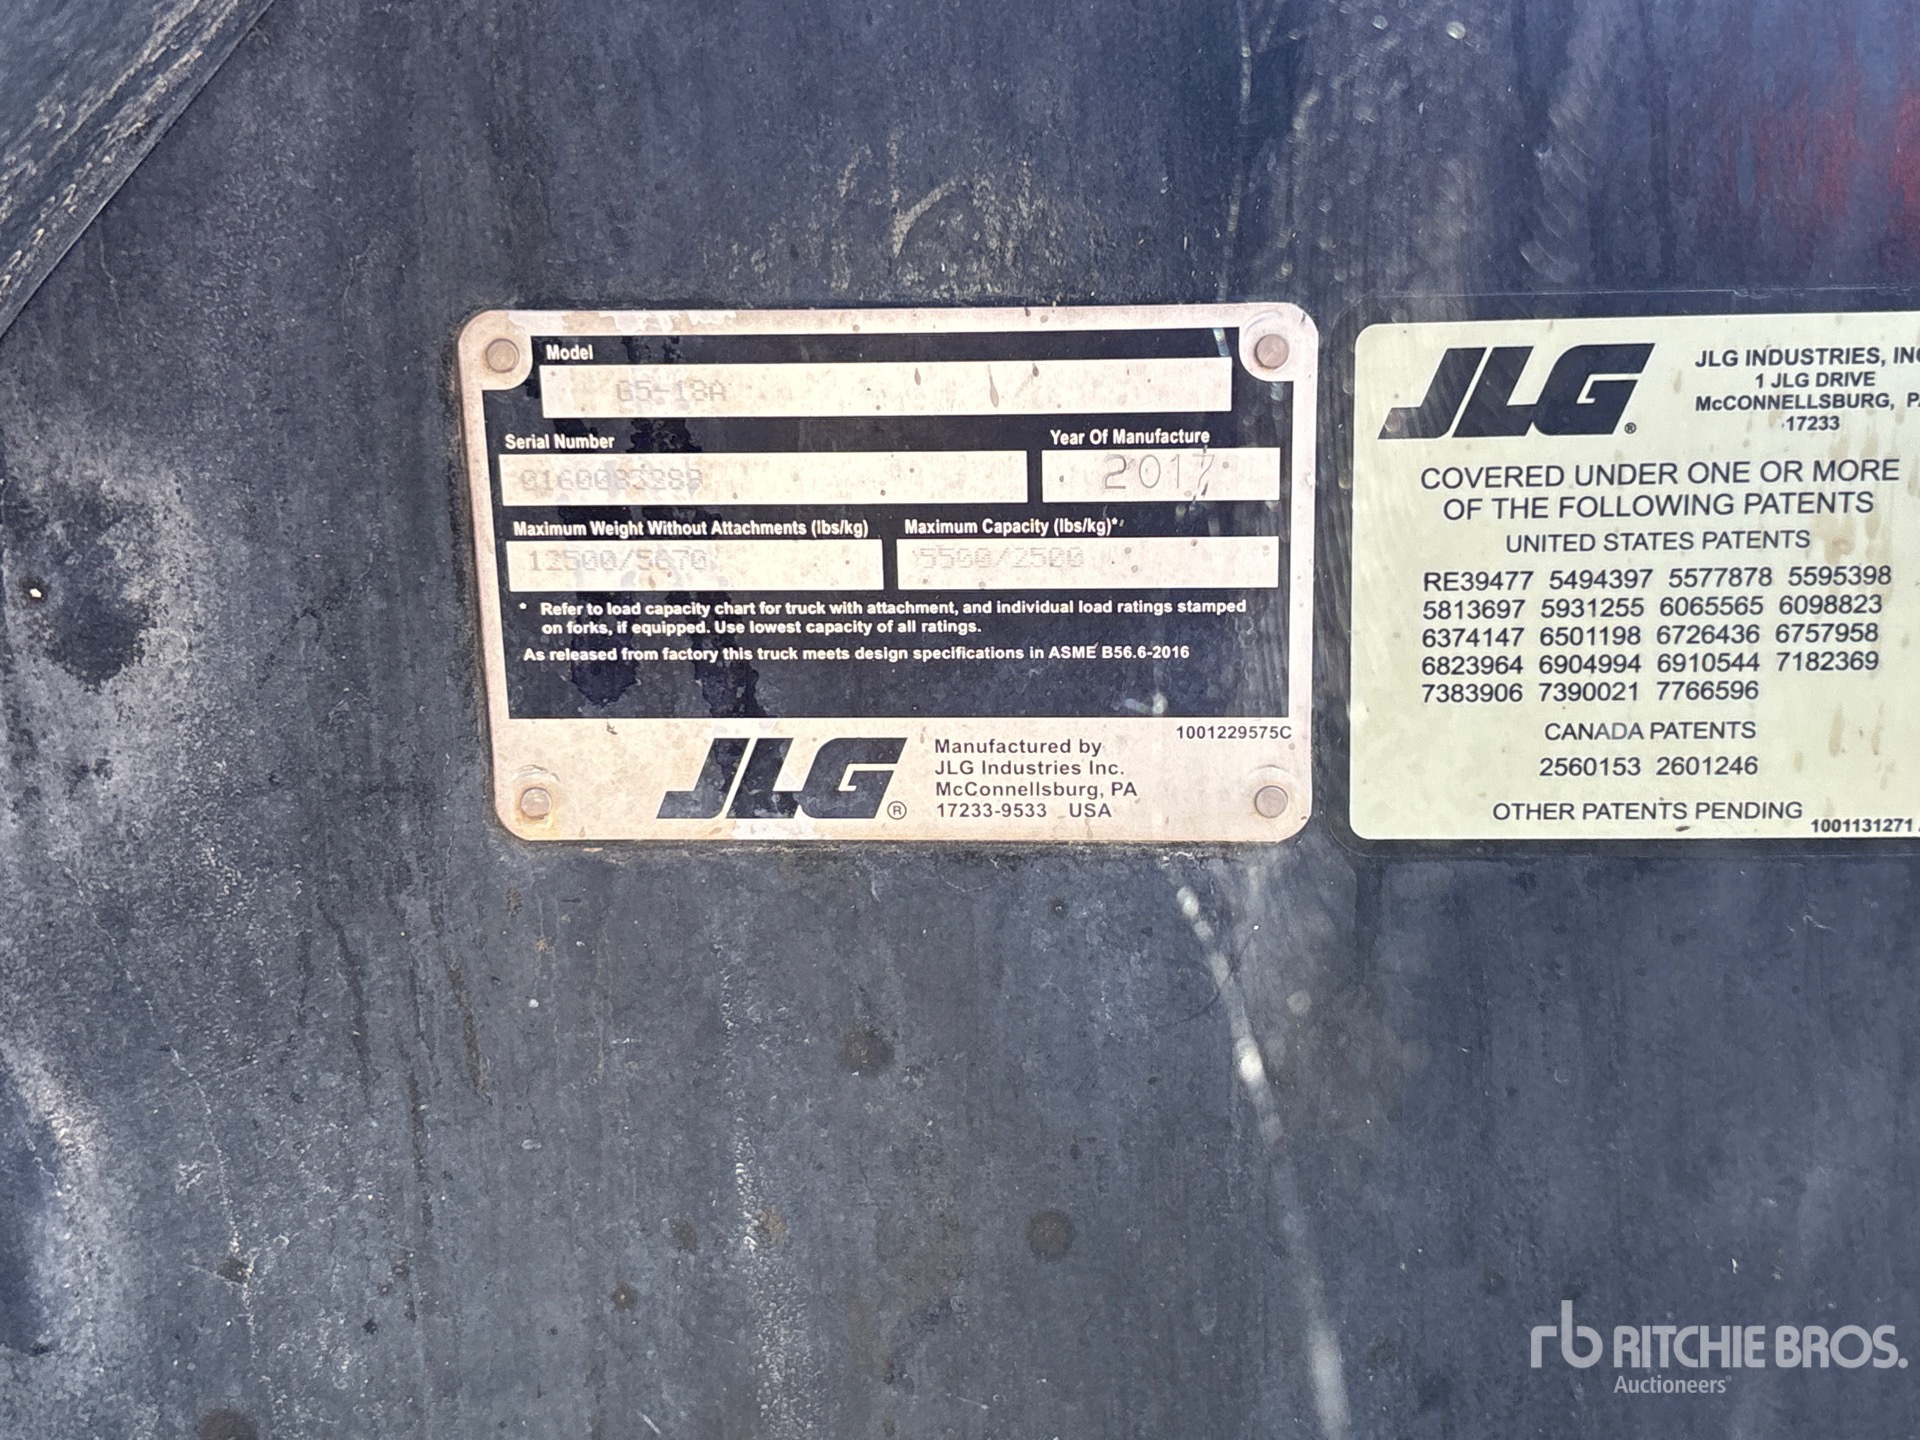 Model
G5-18A
Serial Number
Year Of Manufacture
2017
Maximum Weight Without Attachments (lbs/kg)
Maximum Capacity (lbs/kg)*
12500/5670
5500/2500
* Refer to load capacity chart for truck with attachment, and individual load ratings stamped
on forks, if equipped. Use lowest capacity of all ratings.
As released from factory this truck meets design specifications in ASME B56.6-2016
1001229575C
JLG®
Manufactured by
JLG Industries Inc.
McConnellsburg, PA
17233-9533 USA
JLG®
JLG INDUSTRIES,
1 JLG DRIVE
McCONNELLSBURG,
17233
COVERED UNDER ONE OR MORE
OF THE FOLLOWING PATENTS
UNITED STATES PATENTS
RE39477 5494397 5577878 5595398
5813697 5931255 6065565 6098823
6374147 6501198 6726436 6757958
6823964 6904994 6910544 7182369
7383906 7390021 7766596
CANADA PATENTS
2560153 2601246
OTHER PATENTS PENDING
1001131271
rb RITCHIE BROS.
Auctioneers